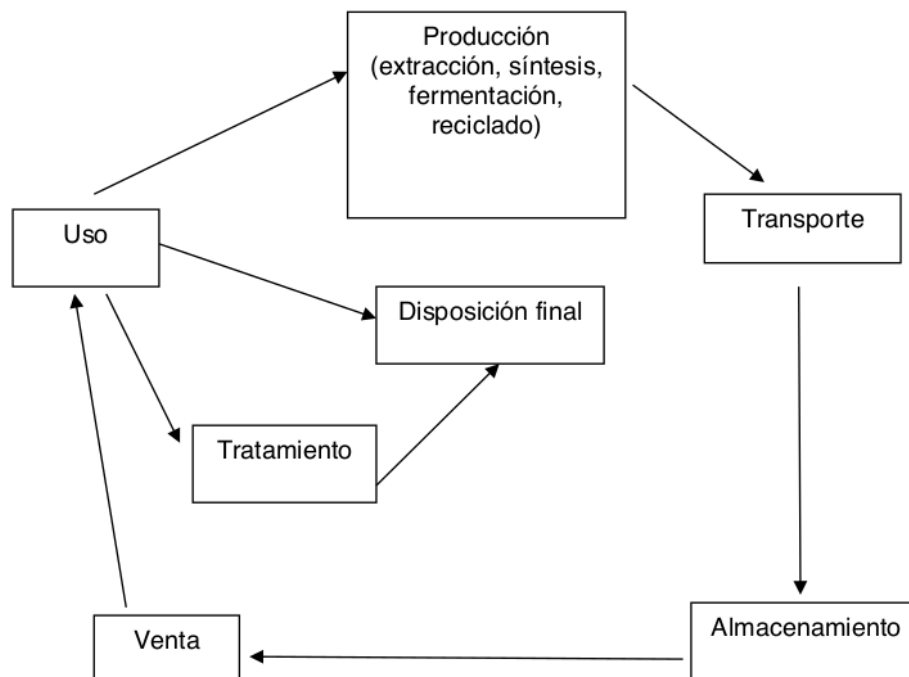 Producción
(extracción, síntesis,
fermentación,
reciclado)
Transporte
Uso
Disposición final
Tratamiento
Almacenamiento
Venta